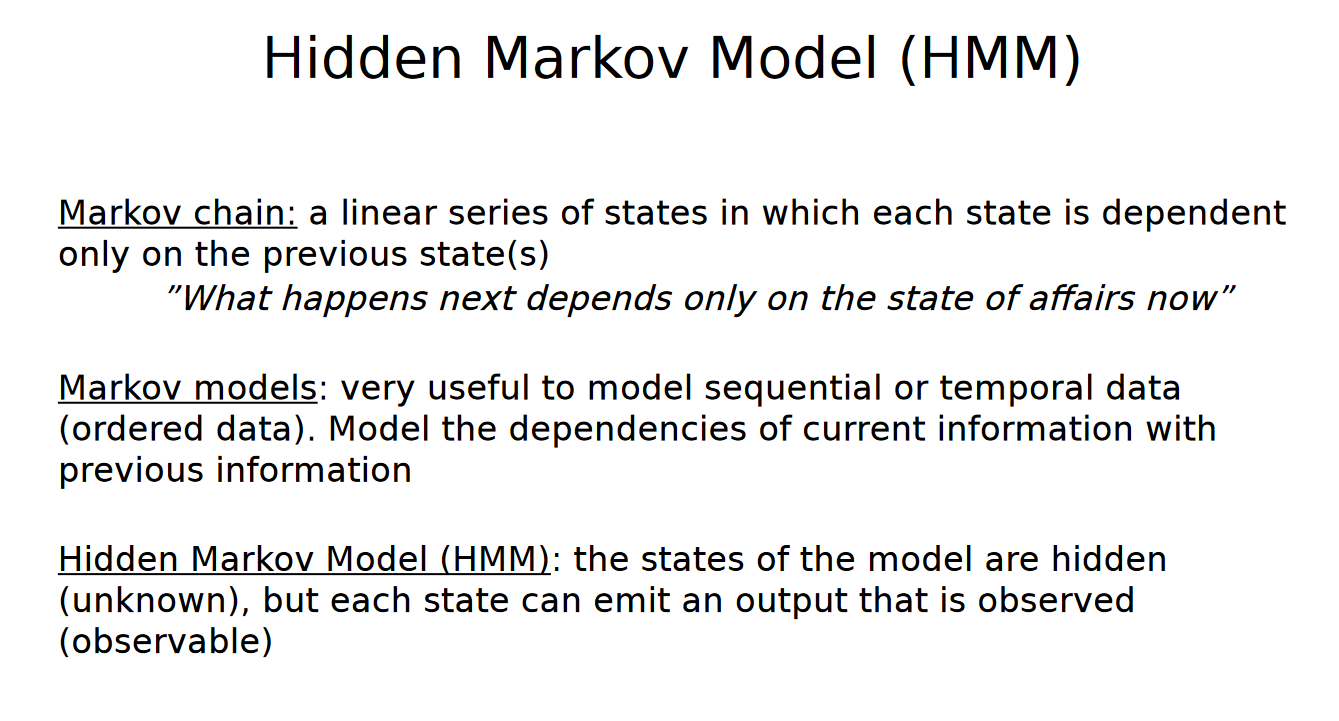 Hidden Markov Model (HMM)
Markov chain: a linear series of states in which each state is dependent
only on the previous state(s)
”What happens next depends only on the state of affairs now”
Markov models: very useful to model sequential or temporal data
(ordered data). Model the dependencies of current information with
previous information
Hidden Markov Model (HMM): the states of the model are hidden
(unknown), but each state can emit an output that is observed
(observable)